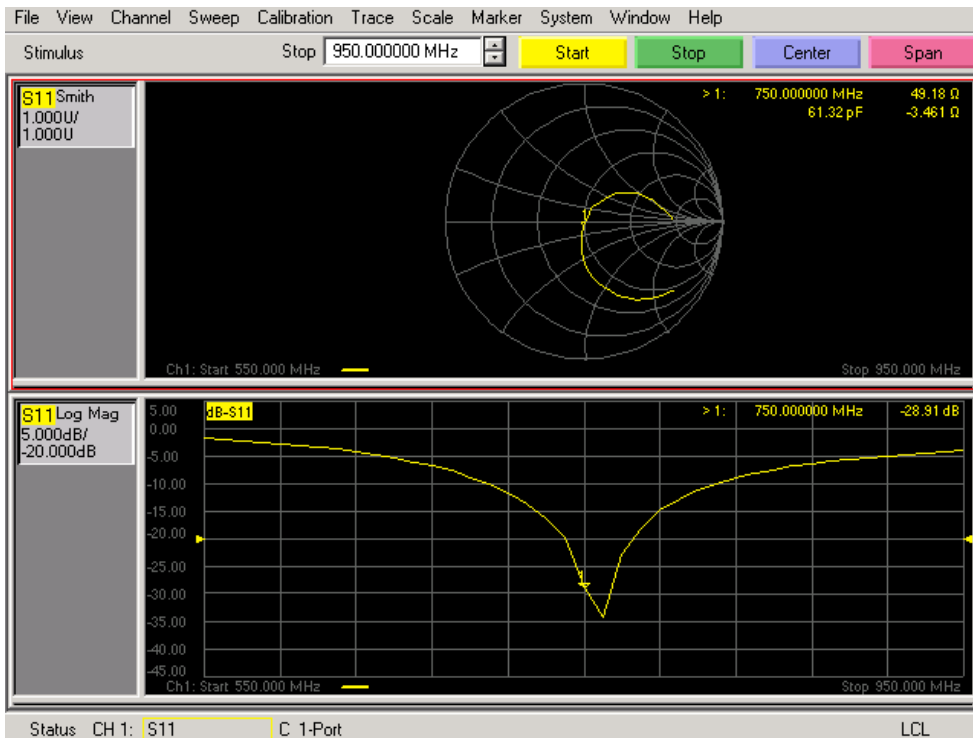 File View Channel Sweep Calibration Trace Scale Marker System Window Help
Stimulus Stop 950.000000 MHz Start Stop Center Span
S11 Smith
1.000U/
1.000U
> 1: 750.000000 MHz 49.18 Ω
61.32 pF -3.461 Ω
1
Ch1: Start 550.000 MHz Stop 950.000 MHz
S11 Log Mag
5.000dB/
-20.000dB
dB-S11
> 1: 750.000000 MHz -28.91 dB
5.00
0.00
-5.00
-10.00
-15.00
-20.00
-25.00
-30.00
-35.00
-40.00
-45.00
1
Ch1: Start 550.000 MHz Stop 950.000 MHz
Status CH 1: S11 C 1-Port LCL